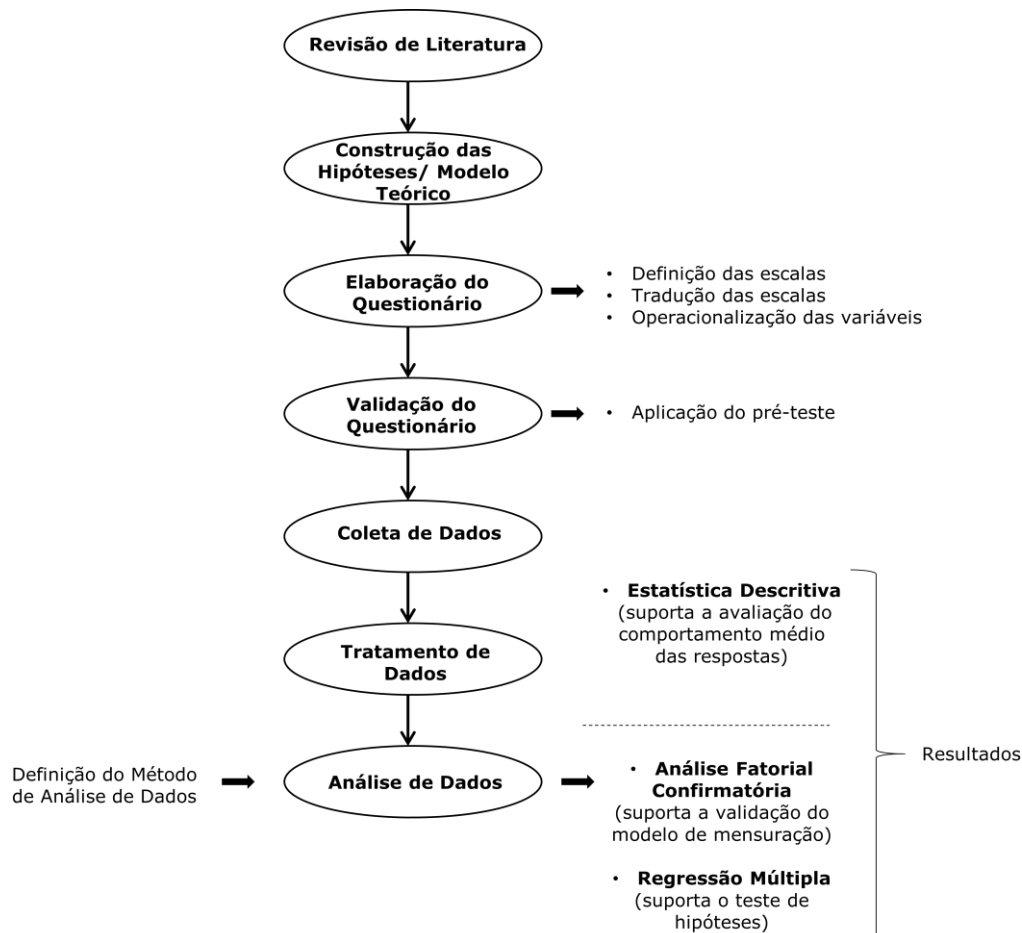 Revisão de Literatura
Construção das
Hipóteses/ Modelo
Teórico
Elaboração do
Questionário
• Definição das escalas
• Tradução das escalas
• Operacionalização das variáveis
Validação do
Questionário
• Aplicação do pré-teste
Coleta de Dados
• Estatística Descritiva
(suporta a avaliação do
comportamento médio
das respostas)
Tratamento de
Dados
Resultados
Definição do Método
de Análise de Dados
Análise de Dados
• Análise Fatorial
Confirmatória
(suporta a validação do
modelo de mensuração)
• Regressão Múltipla
(suporta o teste de
hipóteses)